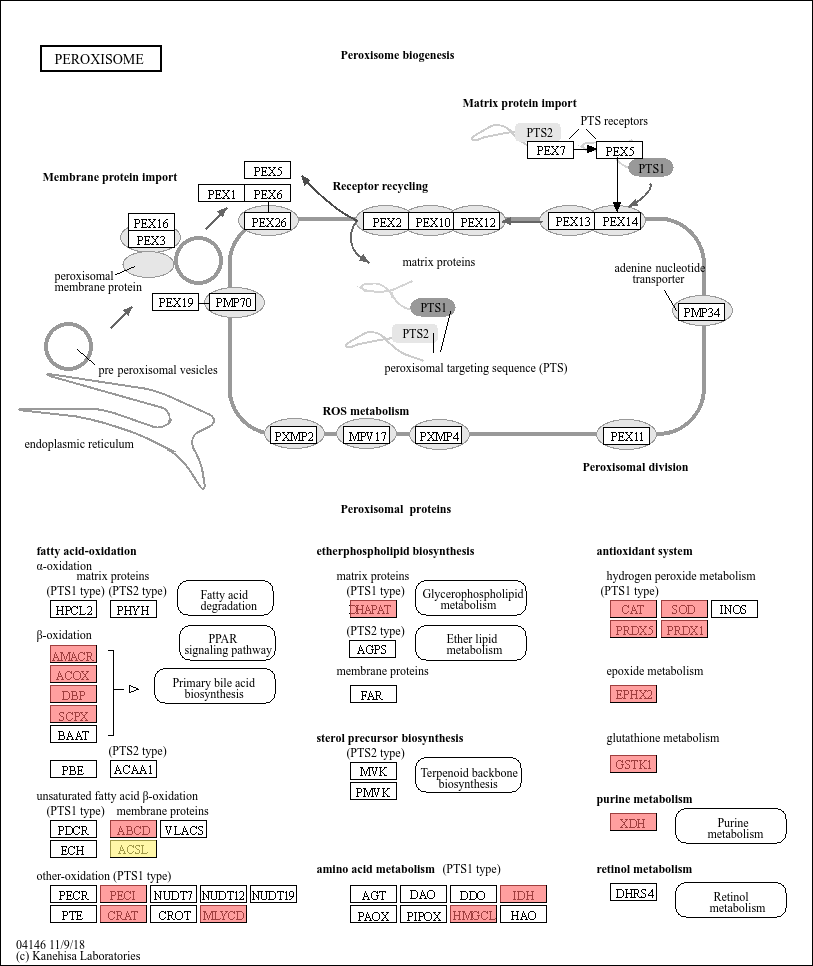 PEROXISOME
Peroxisome biogenesis
Matrix protein import
PTS2
PTS receptors
PEX7
PEX5
PTS1
Membrane protein import
PEX5
Receptor recycling
PEX1
PEX6
PEX16
PEX3
PEX26
PEX2
PEX10
PEX12
PEX13
PEX14
matrix proteins
adenine nucleotide
transporter
peroxisomal
membrane protein
PEX19
PMP70
PTS1
PMP34
PTS2
pre peroxisomal vesicles
peroxisomal targeting sequence (PTS)
ROS metabolism
endoplasmic reticulum
PXMP2
MPV17
PXMP4
PEX11
Peroxisomal division
Peroxisomal proteins
fatty acid-oxidation
α-oxidation
matrix proteins
(PTS1 type) (PTS2 type)
HPCL2
PHYH
Fatty acid
degradation
β-oxidation
PPAR
signaling pathway
AMACR
ACOX
DBP
SCPX
BAAT
Primary bile acid
biosynthesis
(PTS2 type)
PBE
ACAA1
unsaturated fatty acid β-oxidation
(PTS1 type) membrane proteins
PDCR
ABCD
VLACS
ECH
ACSL
other-oxidation (PTS1 type)
PECR
PECI
NUDT7
NUDT12
NUDT19
PTE
CRAT
CROT
MLYCD
etherphospholipid biosynthesis
matrix proteins
(PTS1 type)
DHAPAT
Glycerophospholipid
metabolism
(PTS2 type)
AGPS
Ether lipid
metabolism
membrane proteins
FAR
sterol precursor biosynthesis
(PTS2 type)
MVK
PMVK
Terpenoid backbone
biosynthesis
amino acid metabolism (PTS1 type)
AGT
DAO
DDO
IDH
PAOX
PIPOX
HMGCL
HAO
antioxidant system
hydrogen peroxide metabolism
(PTS1 type)
CAT
SOD
INOS
PRDX5
PRDX1
epoxide metabolism
EPHX2
glutathione metabolism
GSTK1
purine metabolism
XDH
Purine
metabolism
retinol metabolism
DHRS4
Retinol
metabolism
04146 11/9/18
(c) Kanehisa Laboratories